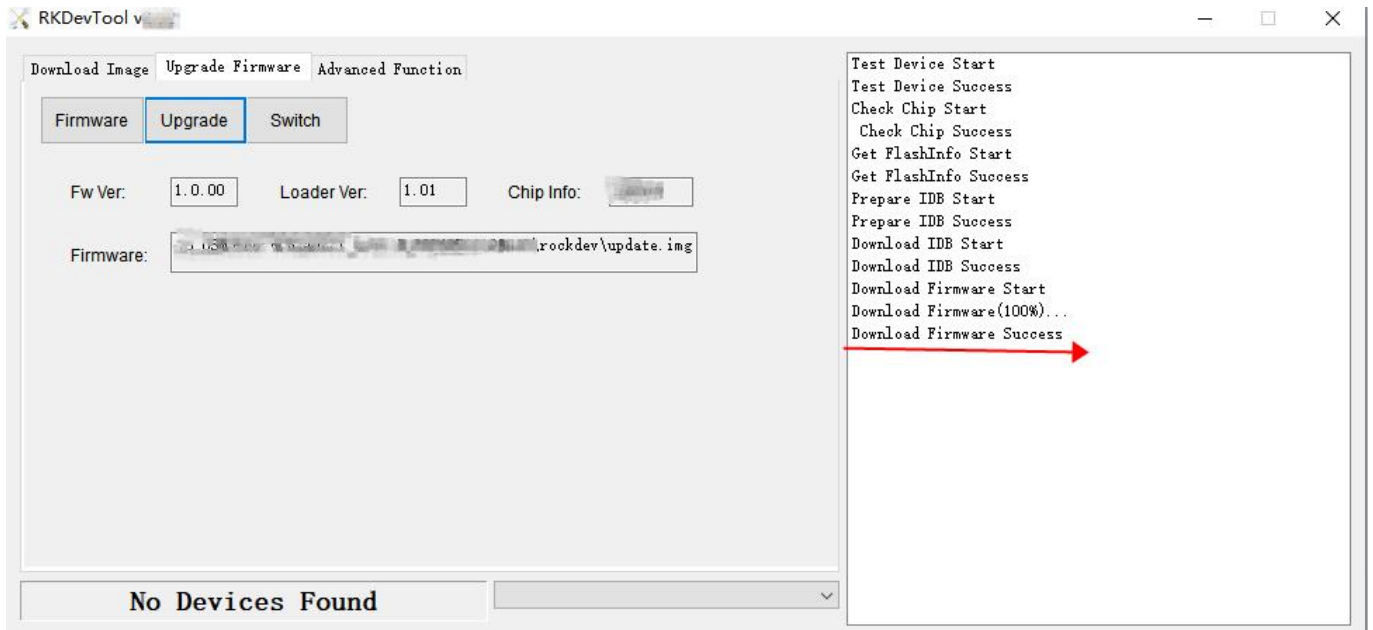 RKDevTool
Download Image Upgrade Firmware Advanced Function
Firmware Upgrade Switch
Fw Ver: 1.0.00 Loader Ver: 1.01 Chip Info:
Firmware: \rockdev\update.img
No Devices Found
Test Device Start
Test Device Success
Check Chip Start
Check Chip Success
Get FlashInfo Start
Get FlashInfo Success
Prepare IDB Start
Prepare IDB Success
Download IDB Start
Download IDB Success
Download Firmware Start
Download Firmware(100%)...
Download Firmware Success